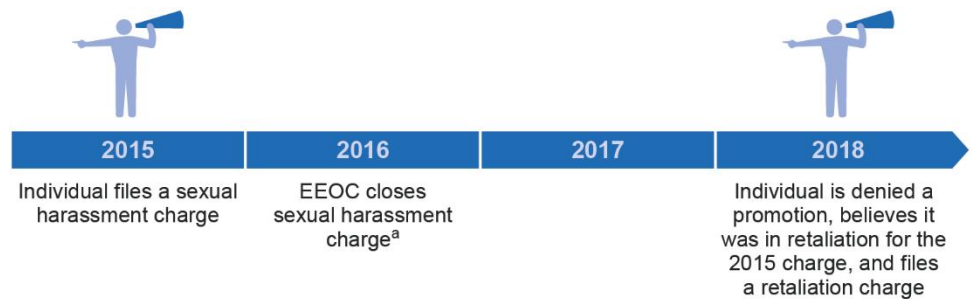 2015
2016
2017
2018
Individual files a sexual
harassment charge
EEOC closes
sexual harassment
chargeᵃ
Individual is denied a
promotion, believes it
was in retaliation for the
2015 charge, and files
a retaliation charge